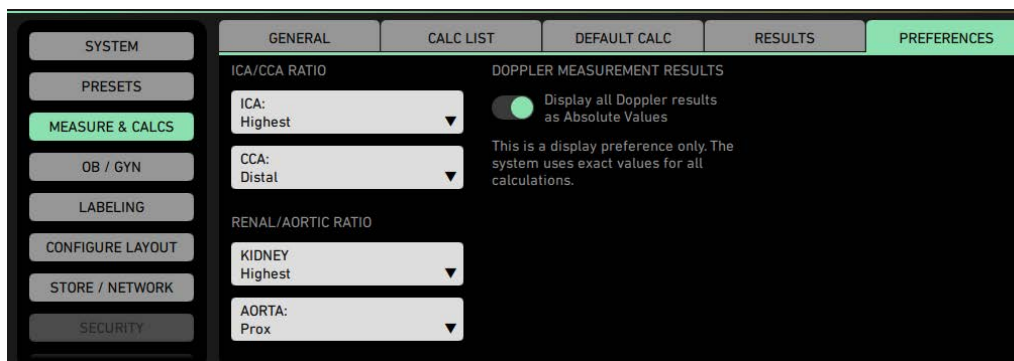 SYSTEM
PRESETS
MEASURE & CALCS
OB / GYN
LABELING
CONFIGURE LAYOUT
STORE / NETWORK
SECURITY
GENERAL
CALC LIST
DEFAULT CALC
RESULTS
PREFERENCES
ICA/CCA RATIO
ICA:
Highest
CCA:
Distal
RENAL/AORTIC RATIO
KIDNEY
Highest
AORTA:
Prox
DOPPLER MEASUREMENT RESULTS
Display all Doppler results
as Absolute Values
This is a display preference only. The
system uses exact values for all
calculations.